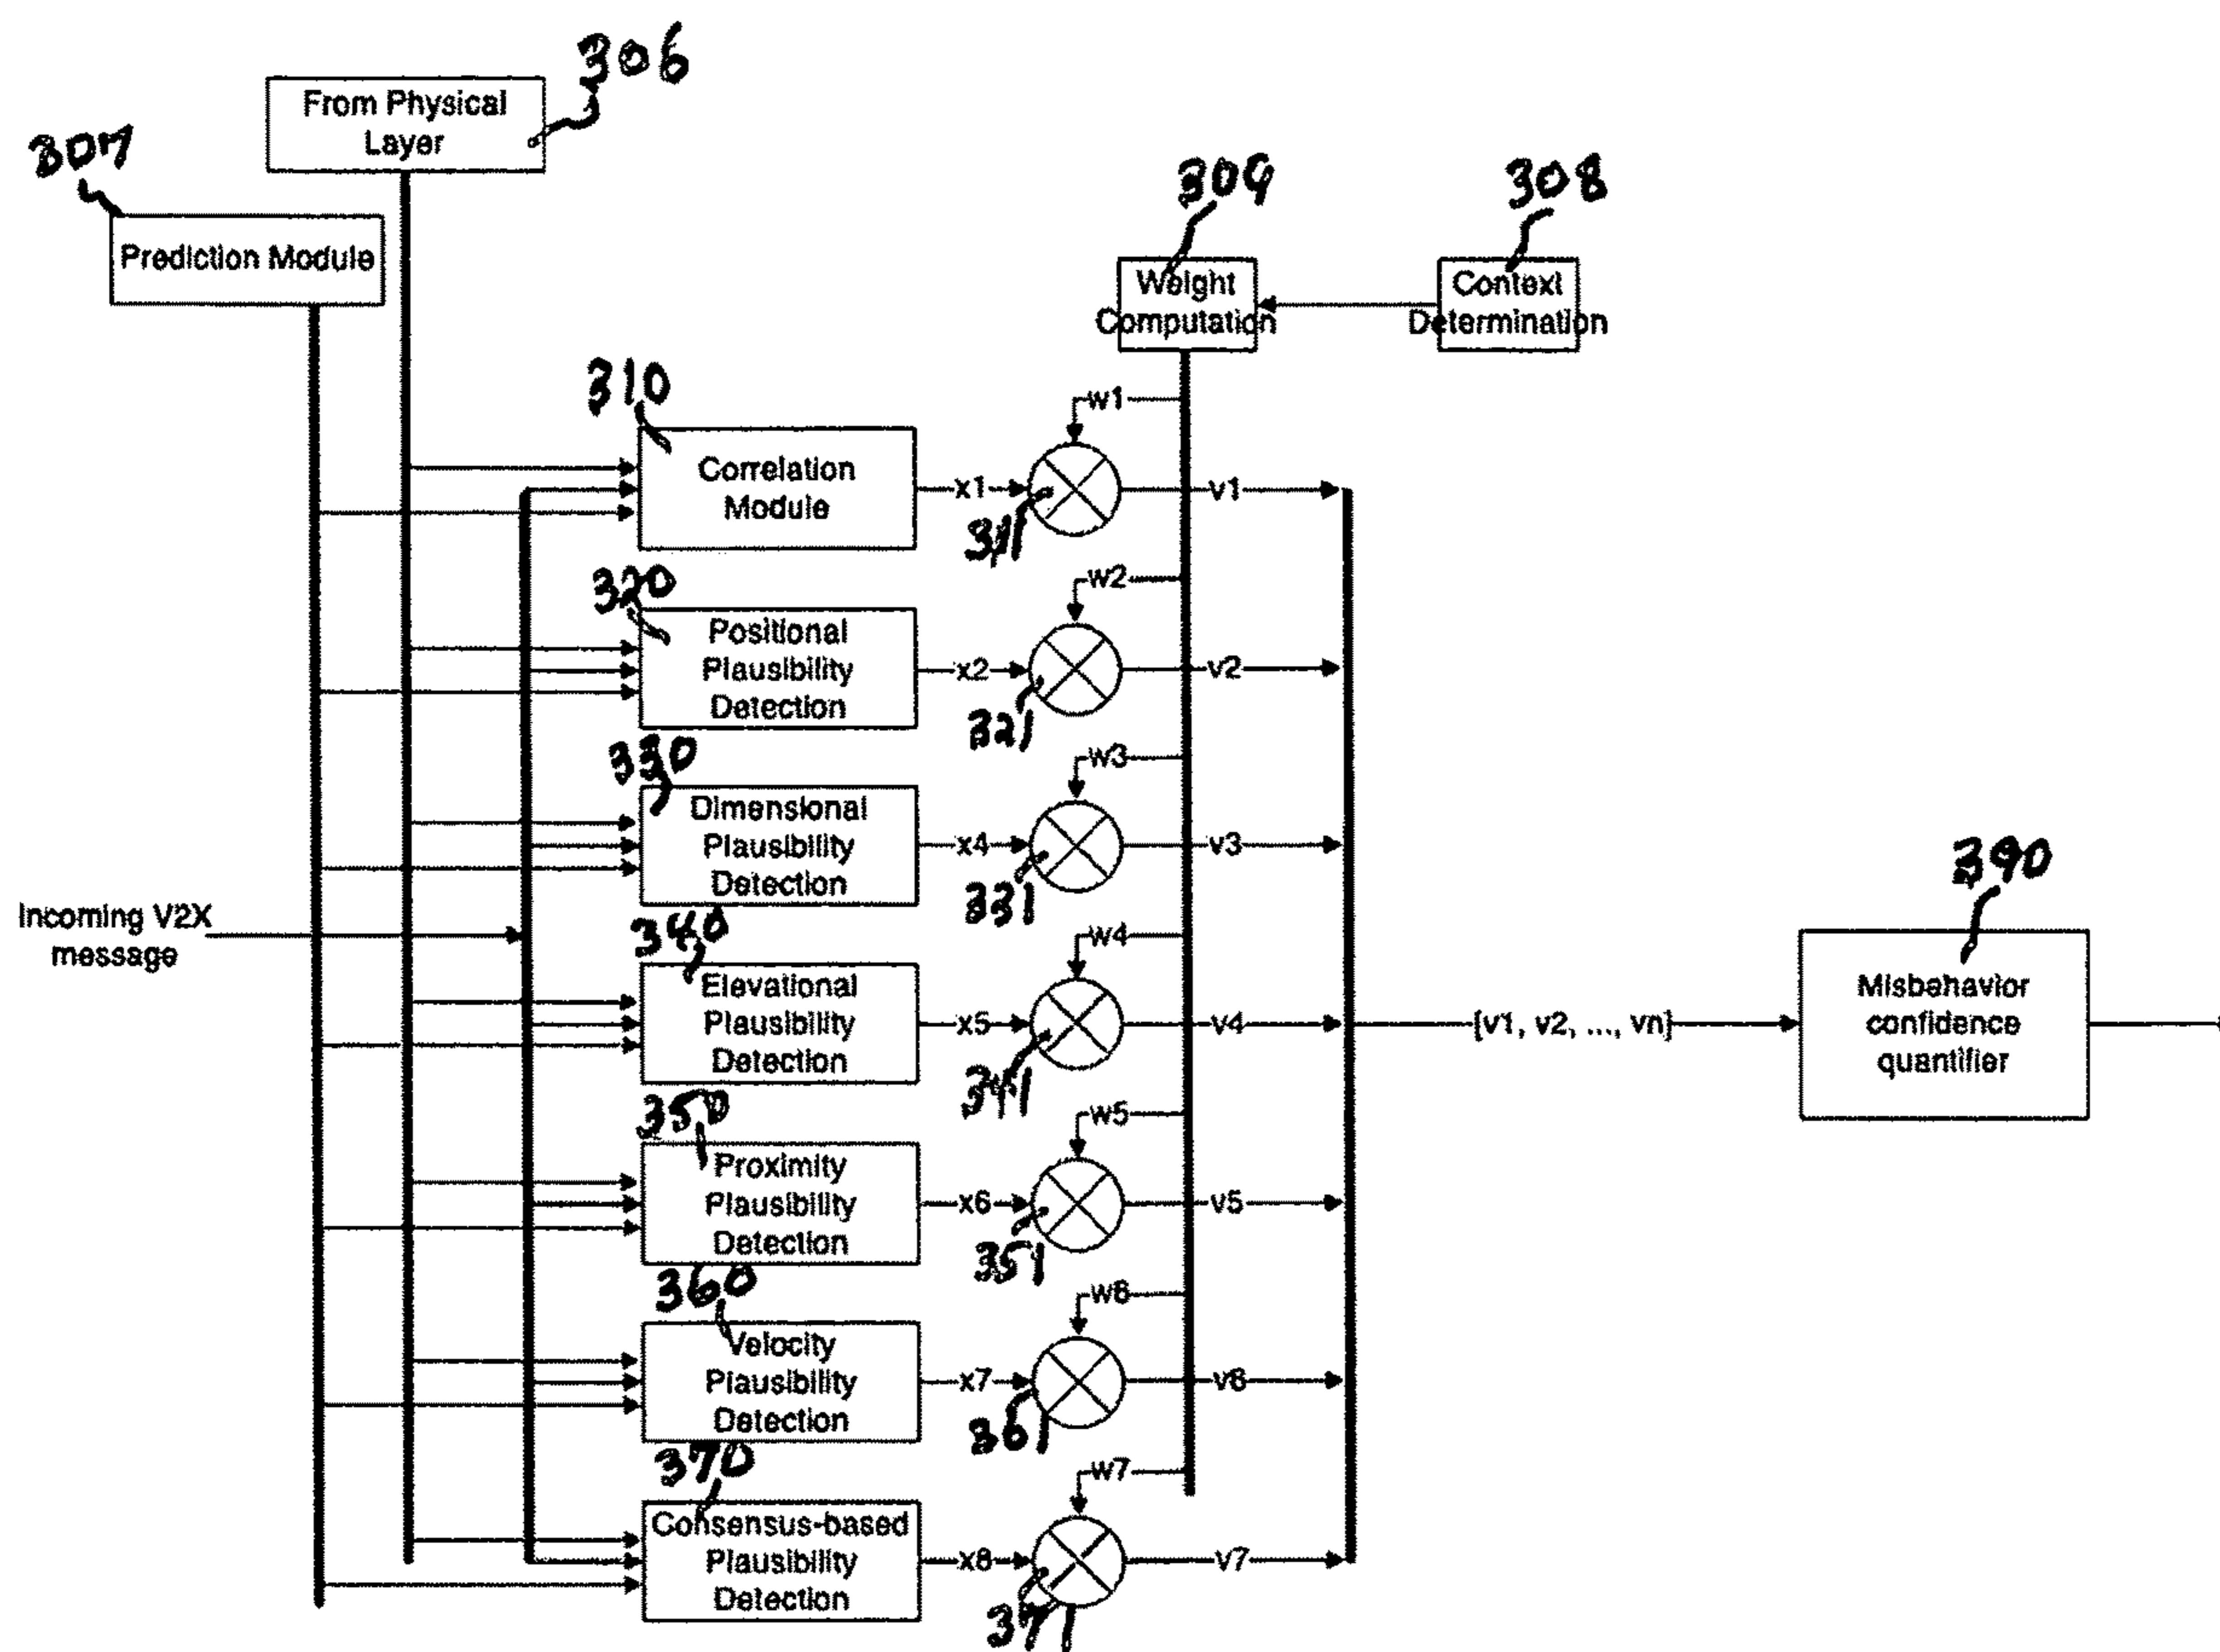 306
From Physical
Layer
307
Prediction Module
309
308
Weight
Computation
Context
Determination
310
w1
Correlation
Module
x1
v1
311
w2
320
Positional
Plausibility
Detection
x2
v2
321
w3
330
Dimensional
Plausibility
Detection
x4
v3
331
Incoming V2X
message
w4
340
Elevational
Plausibility
Detection
x5
v4
341
[v1, v2, ..., vn]
390
Misbehavior
confidence
quantifier
w5
350
Proximity
Plausibility
Detection
x6
v5
351
w6
360
Velocity
Plausibility
Detection
x7
v6
361
w7
370
Consensus-based
Plausibility
Detection
x8
v7
371